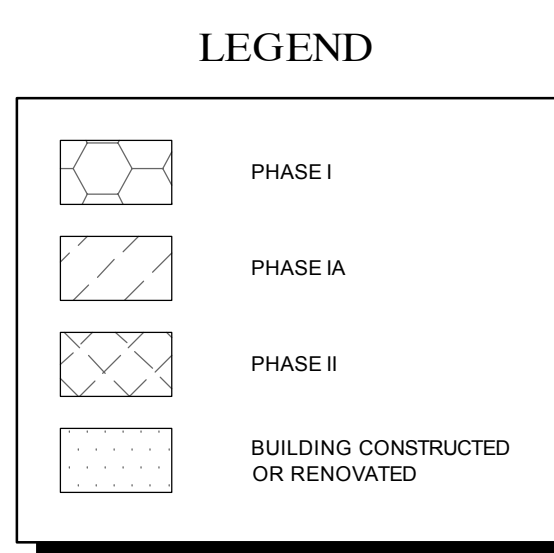 LEGEND
PHASE I
PHASE IA
PHASE II
BUILDING CONSTRUCTED
OR RENOVATED